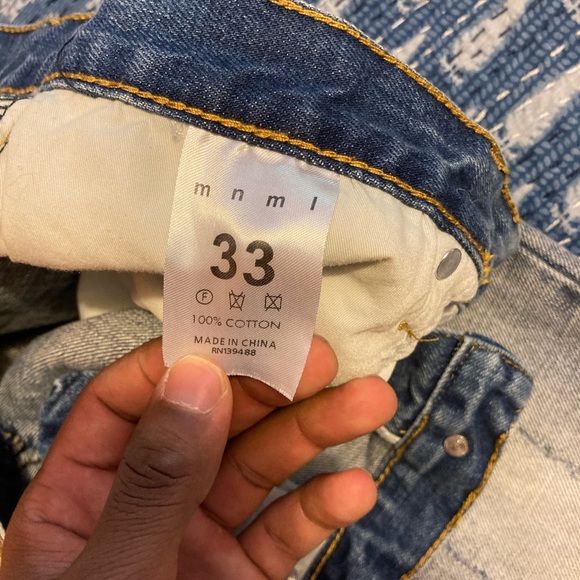 mnml
33
F
100% COTTON
MADE IN CHINA
RN139488